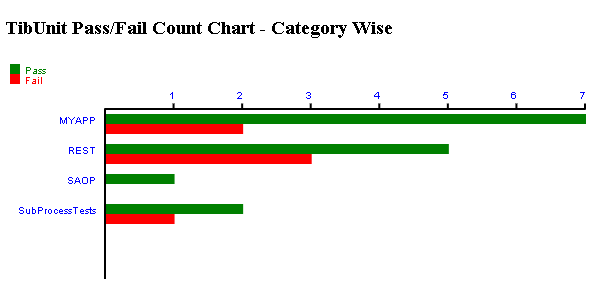 TibUnit Pass/Fail Count Chart - Category Wise
Pass
Fail
1 2 3 4 5 6 7
MYAPP
REST
SAOP
SubProcessTests